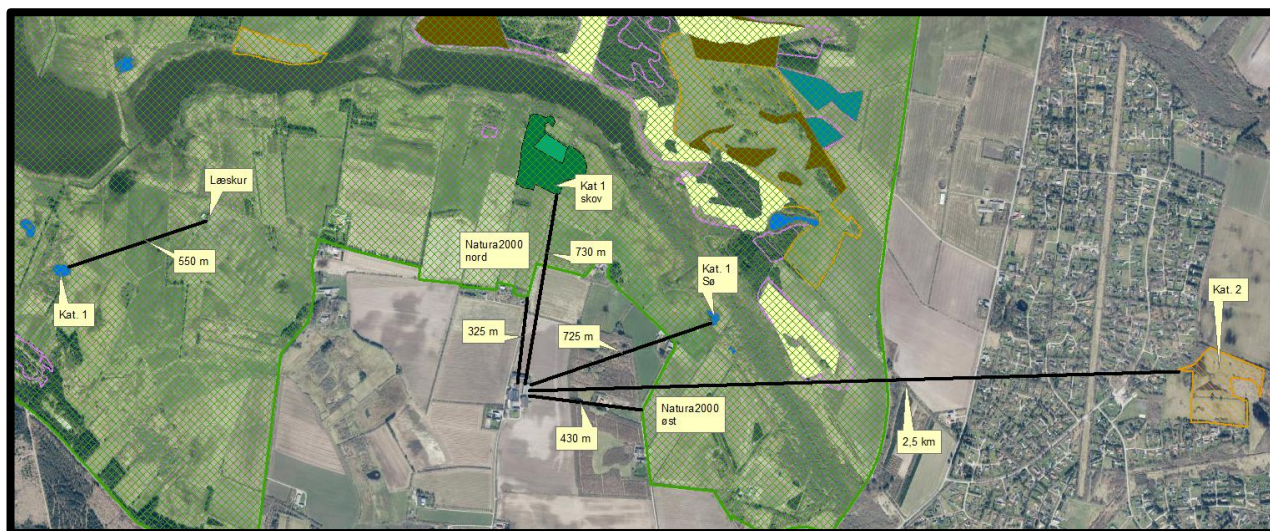 Læskur
550 m
Kat. 1
Kat 1
skov
Natura2000
nord
730 m
325 m
725 m
Kat. 1
Sø
Natura2000
øst
430 m
2,5 km
Kat. 2